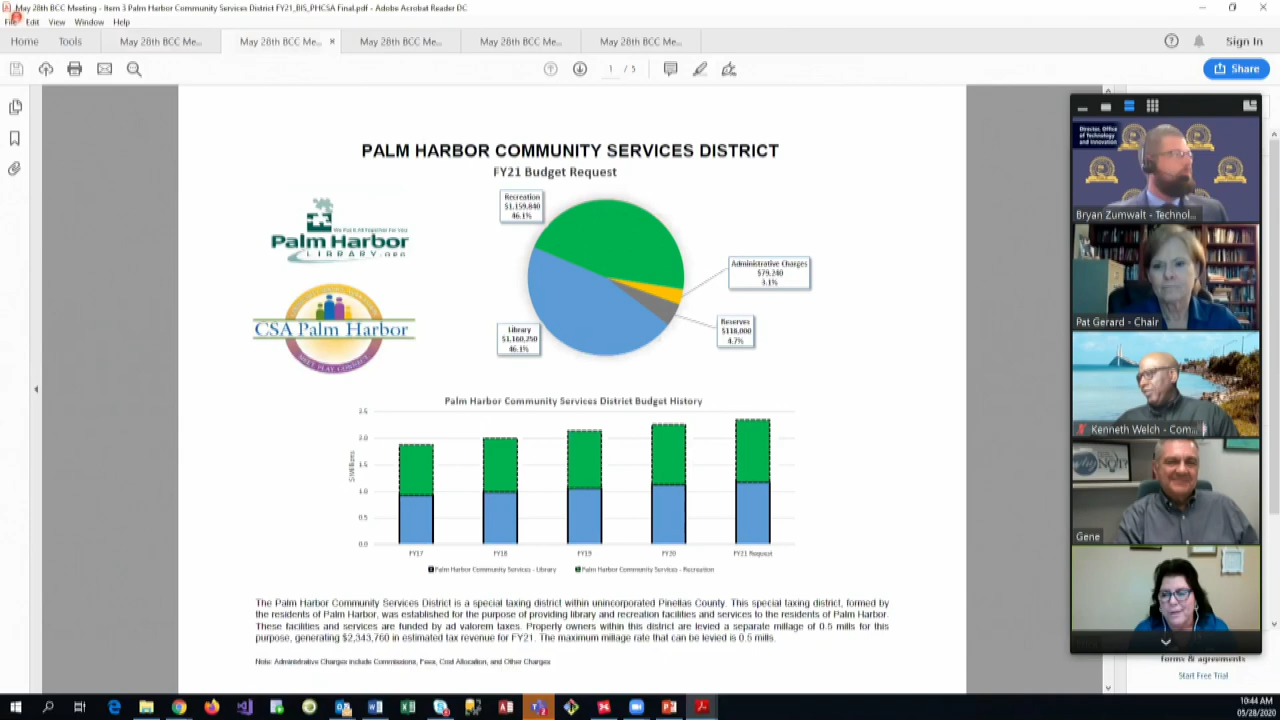 May 28th BCC Meeting - Item 3 Palm Harbor Community Services District FY21_BIS_PHCSA Final.pdf - Adobe Acrobat Reader DC
File Edit View Window Help
Home Tools May 28th BCC Me... May 28th BCC Me... × May 28th BCC Me... May 28th BCC Me... May 28th BCC Me... Sign In
1 / 5 Share
PALM HARBOR COMMUNITY SERVICES DISTRICT
FY21 Budget Request
Recreation
$1,159,840
46.1%
Palm Harbor
LIBRARY.ORG
Administrative Charges
$79,240
3.1%
CSA Palm Harbor
MEET PLAY CONNECT
Library
$1,160,250
46.1%
Reserves
$118,000
4.7%
Palm Harbor Community Services District Budget History
2.5
2.0
1.5
1.0
0.5
0.0
$ Millions
FY17 FY18 FY19 FY20 FY21 Request
Palm Harbor Community Services - Library Palm Harbor Community Services - Recreation
The Palm Harbor Community Services District is a special taxing district within unincorporated Pinellas County. This special taxing district, formed by
the residents of Palm Harbor, was established for the purpose of providing library and recreation facilities and services to the residents of Palm Harbor.
These facilities and services are funded by ad valorem taxes. Property owners within this district are levied a separate millage of 0.5 mills for this
purpose, generating $2,343,760 in estimated tax revenue for FY21. The maximum millage rate that can be levied is 0.5 mills.
Note: Administrative Charges include Commissions, Fees, Cost Allocation, and Other Charges
Director, Office
of Technology
and Innovation
Bryan Zumwalt - Technol...
Pat Gerard - Chair
Kenneth Welch - Com...
WHY NOT?
Gene
forms & agreements
Start Free Trial
10:44 AM
05/28/2020